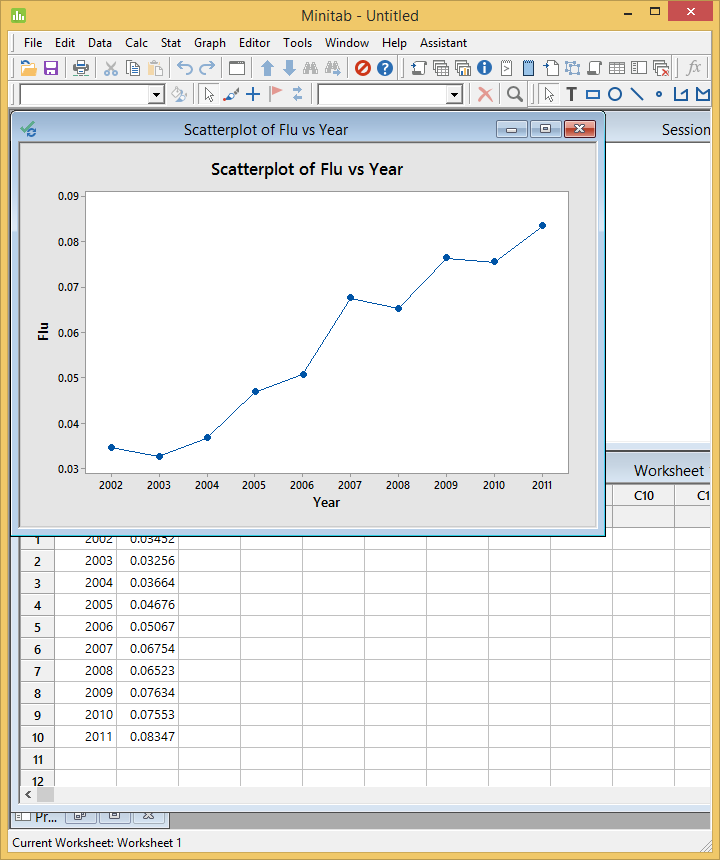 Minitab - Untitled
File Edit Data Calc Stat Graph Editor Tools Window Help Assistant
fx
T
Scatterplot of Flu vs Year
Session
Scatterplot of Flu vs Year
0.09
0.08
0.07
0.06
0.05
0.04
0.03
Flu
2002 2003 2004 2005 2006 2007 2008 2009 2010 2011
Year
Worksheet
C10 C1
1 2002 0.03452
2 2003 0.03256
3 2004 0.03664
4 2005 0.04676
5 2006 0.05067
6 2007 0.06754
7 2008 0.06523
8 2009 0.07634
9 2010 0.07553
10 2011 0.08347
11
12
Pr...
Current Worksheet: Worksheet 1